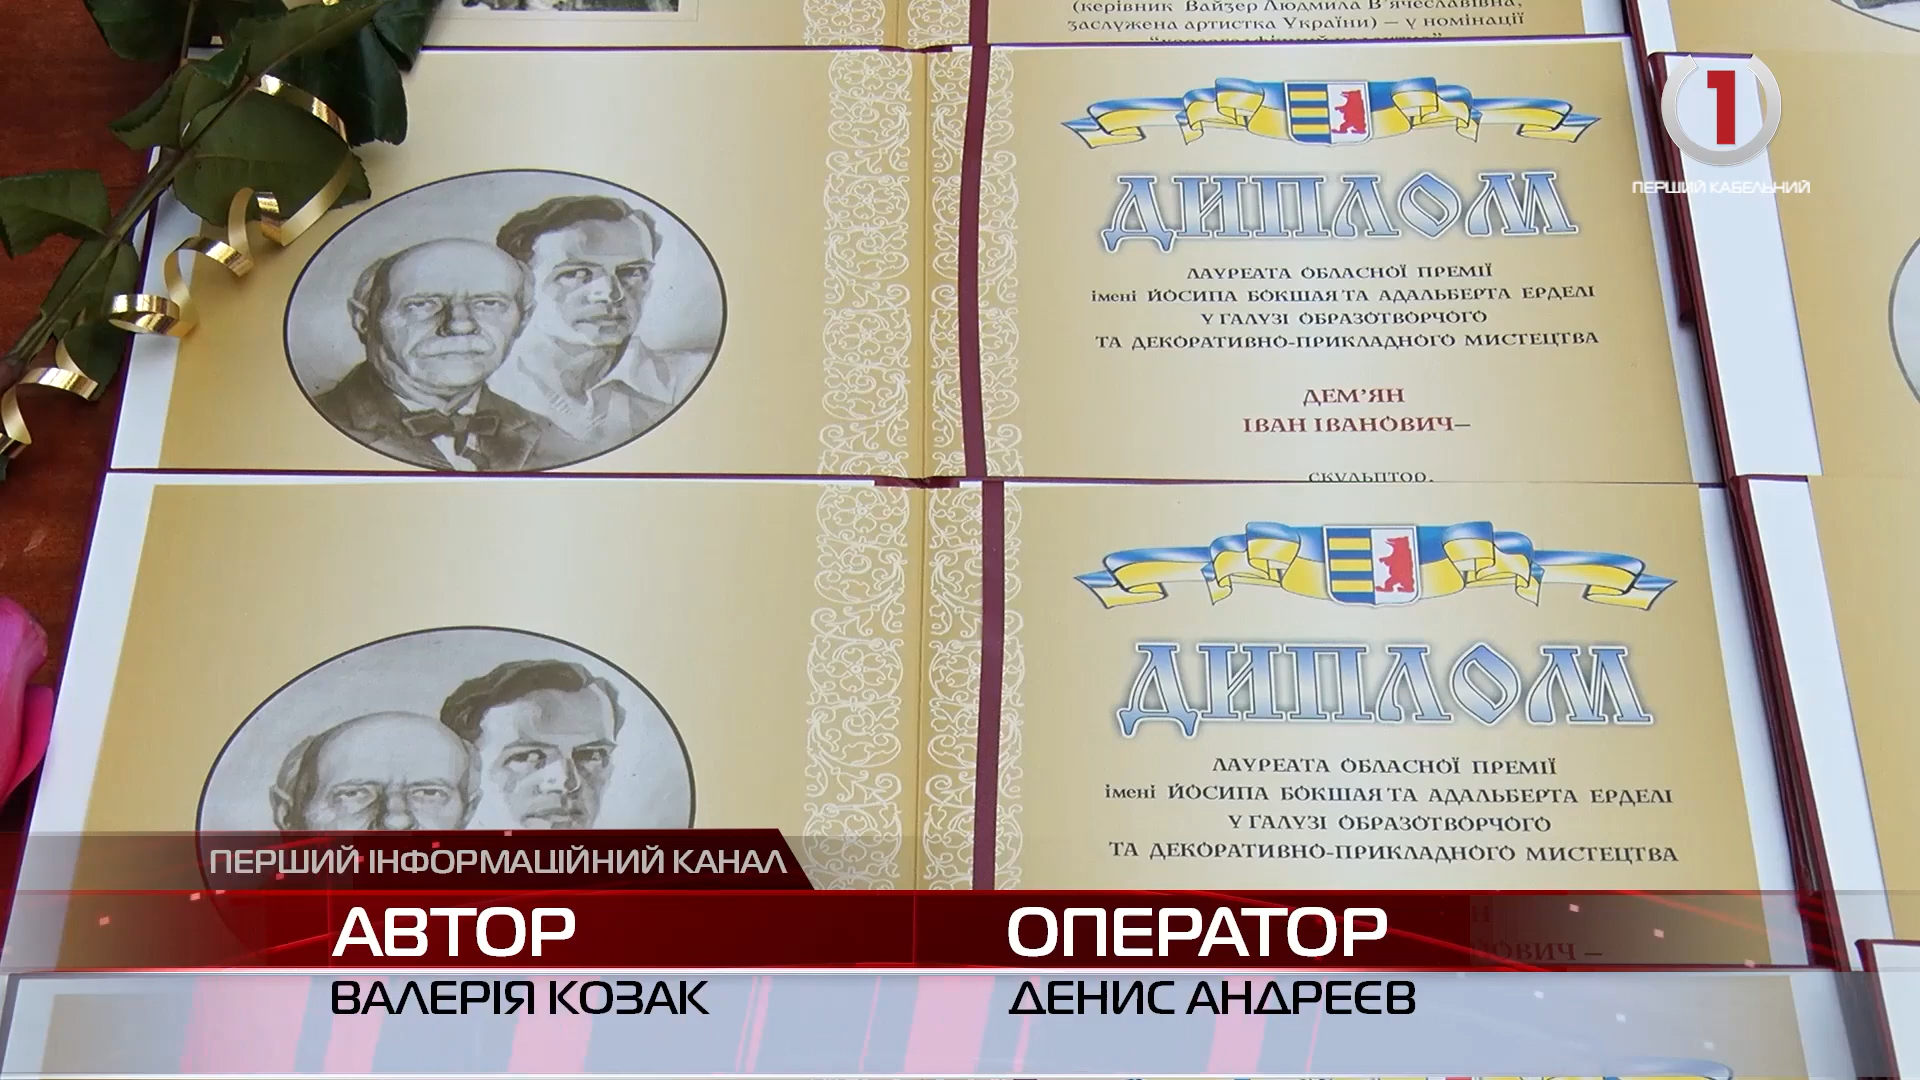 (керівник Вайзер Людмила В'ячеславівна,
заслужена артистка України) – у номінації
1
ПЕРШИЙ КАБЕЛЬНИЙ
ДИПЛОМ
ЛАУРЕАТА ОБЛАСНОЇ ПРЕМІЇ
імені ЙОСИПА БОКШАЯ ТА АДАЛЬБЕРТА ЕРДЕЛІ
У ГАЛУЗІ ОБРАЗОТВОРЧОГО
ТА ДЕКОРАТИВНО-ПРИКЛАДНОГО МИСТЕЦТВА
ДЕМ'ЯН
ІВАН ІВАНОВИЧ–
скульптор,
ДИПЛОМ
ЛАУРЕАТА ОБЛАСНОЇ ПРЕМІЇ
імені ЙОСИПА БОКШАЯ ТА АДАЛЬБЕРТА ЕРДЕЛІ
У ГАЛУЗІ ОБРАЗОТВОРЧОГО
ТА ДЕКОРАТИВНО-ПРИКЛАДНОГО МИСТЕЦТВА
ПЕРШИЙ ІНФОРМАЦІЙНИЙ КАНАЛ
АВТОР
ВАЛЕРІЯ КОЗАК
ОПЕРАТОР
ДЕНИС АНДРЕЄВ